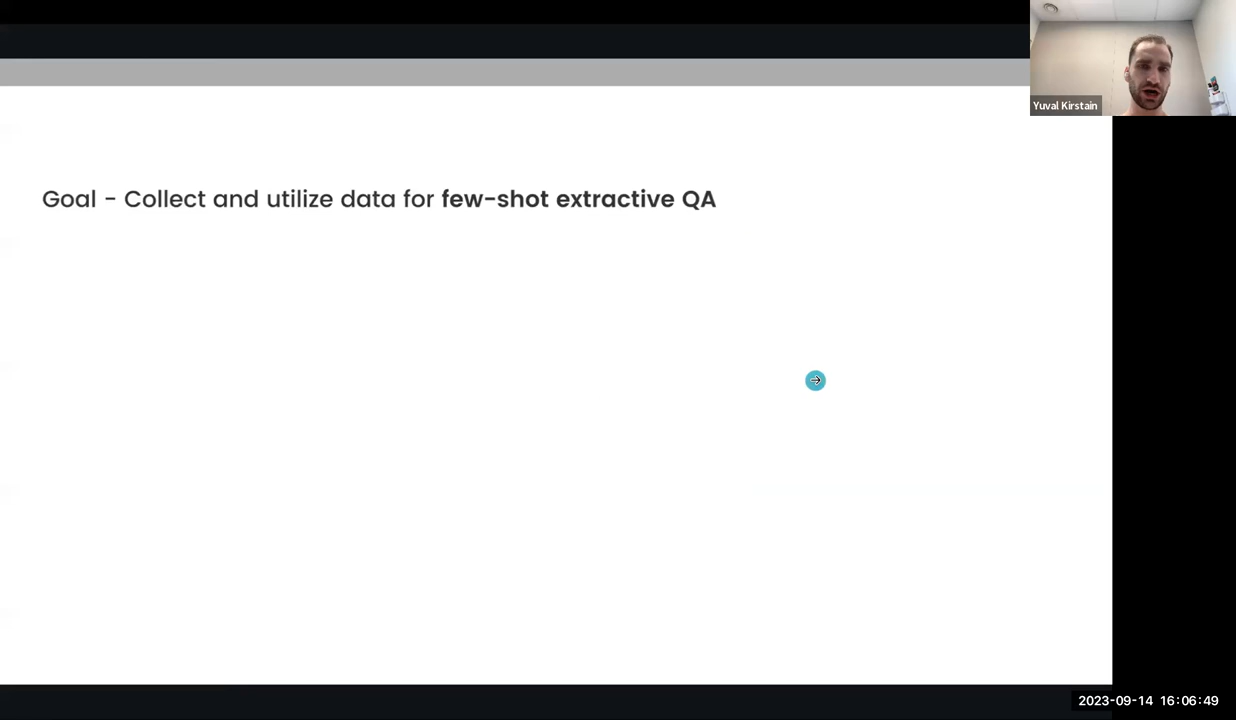 Yuval Kirstain
Goal - Collect and utilize data for few-shot extractive QA
2023-09-14 16:06:49